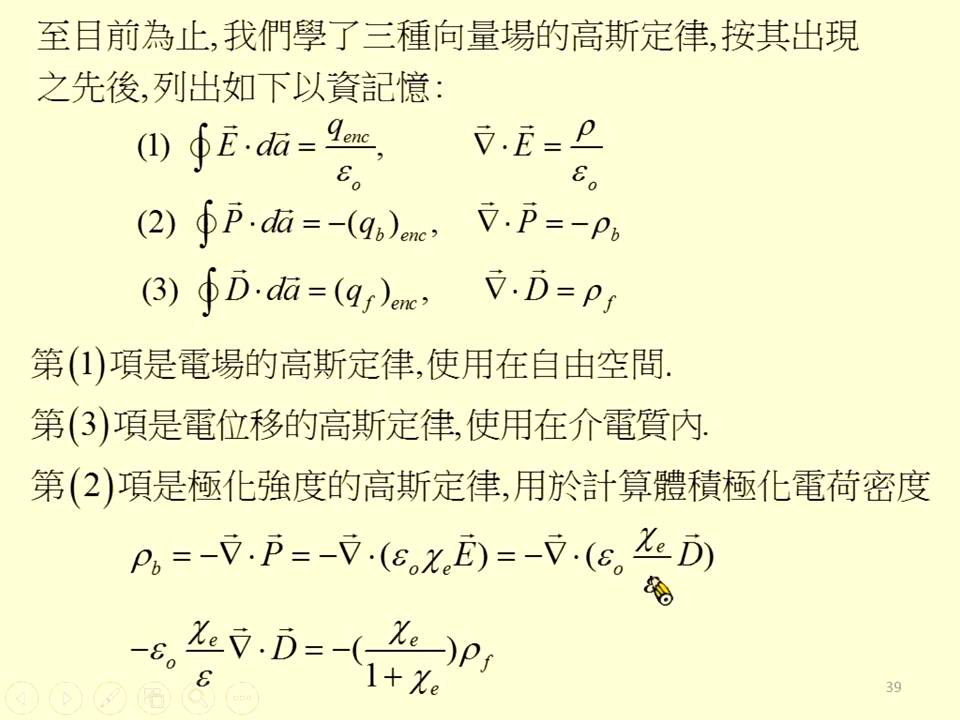 至目前為止,我們學了三種向量場的高斯定律,按其出現
之先後,列出如下以資記憶:
(1) ∮E⃗·da⃗ = q_enc/ε_o, ∇⃗·E⃗ = ρ/ε_o
(2) ∮P⃗·da⃗ = −(q_b)_enc, ∇⃗·P⃗ = −ρ_b
(3) ∮D⃗·da⃗ = (q_f)_enc, ∇⃗·D⃗ = ρ_f
第(1)項是電場的高斯定律,使用在自由空間.
第(3)項是電位移的高斯定律,使用在介電質內.
第(2)項是極化強度的高斯定律,用於計算體積極化電荷密度
ρ_b = −∇⃗·P⃗ = −∇⃗·(ε_o χ_e E⃗) = −∇⃗·(ε_o χ_e/ε D⃗)
−ε_o χ_e/ε ∇⃗·D⃗ = −(χ_e/(1+χ_e))ρ_f
39